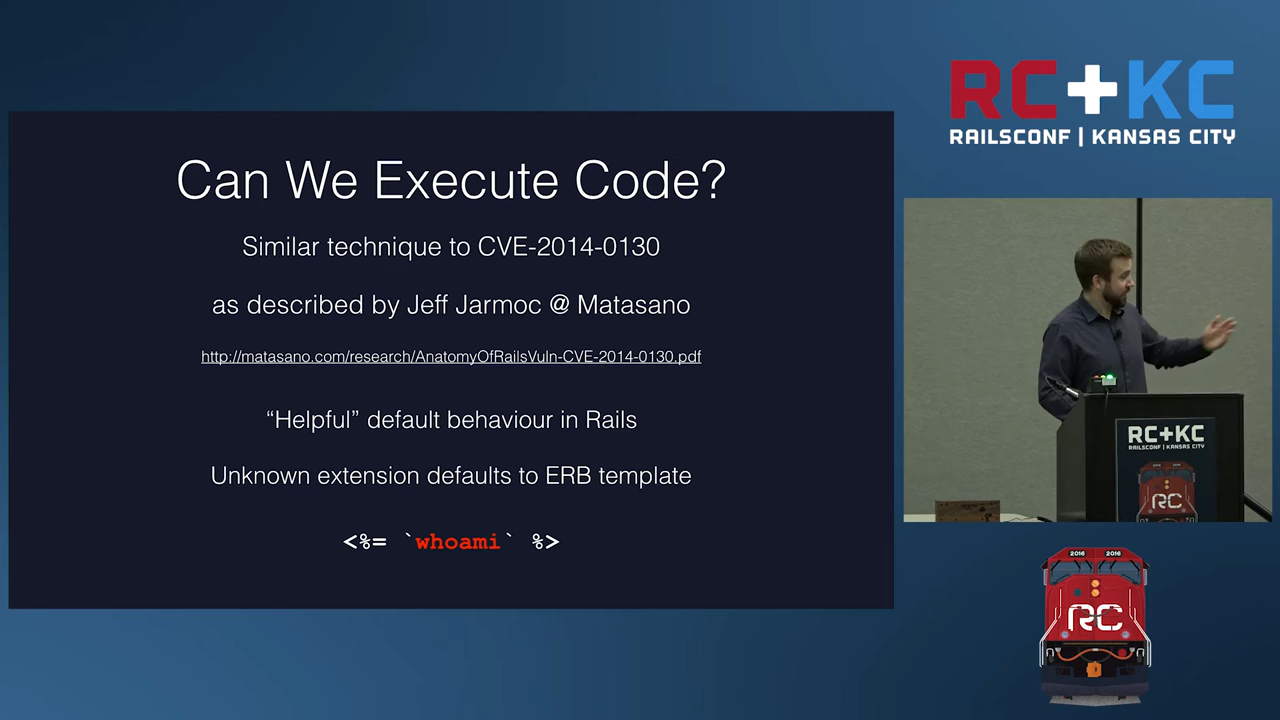 Can We Execute Code?
Similar technique to CVE-2014-0130
as described by Jeff Jarmoc @ Matasano
http://matasano.com/research/AnatomyOfRailsVuln-CVE-2014-0130.pdf
“Helpful” default behaviour in Rails
Unknown extension defaults to ERB template
<%= `whoami` %>
RC+KC
RAILSCONF | KANSAS CITY
RC+KC
RAILSCONF | KANSAS CITY
RC
2016 2016
RC